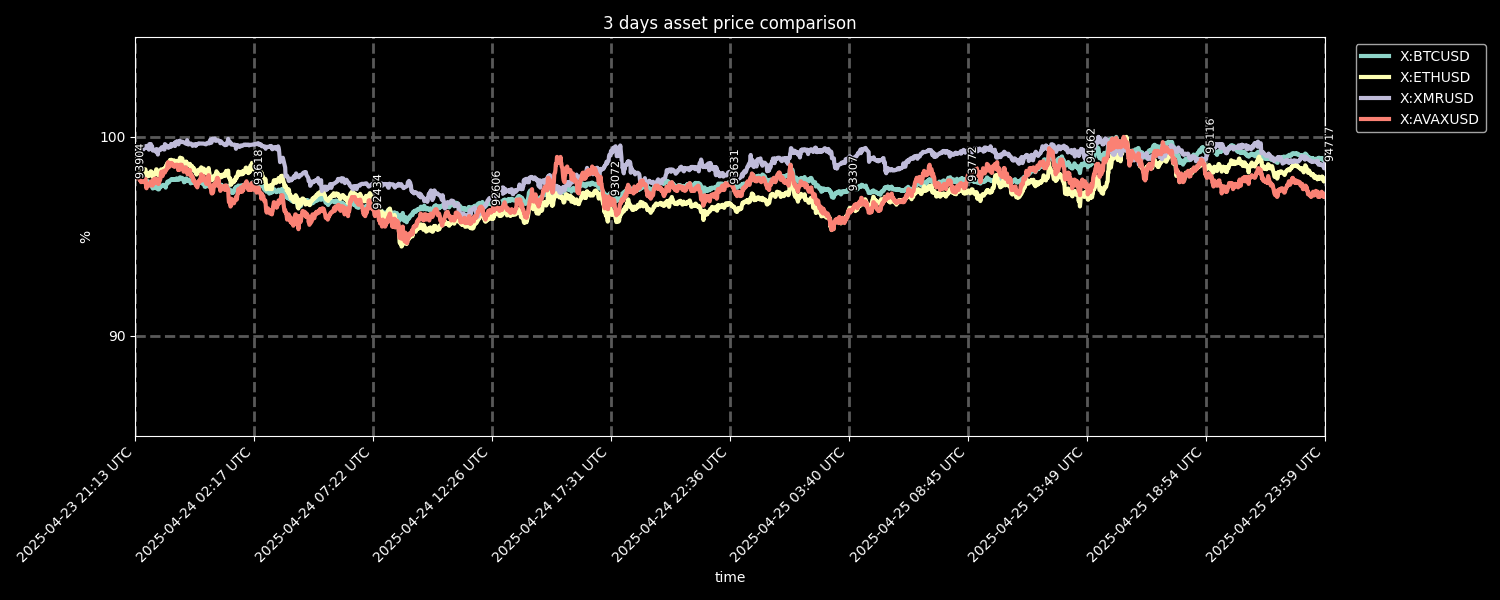 3 days asset price comparison
X:BTCUSD
X:ETHUSD
X:XMRUSD
X:AVAXUSD
100
90
%
93904
93618
92434
92606
93072
93631
93307
93772
94662
95116
94717
2025-04-23 21:13 UTC
2025-04-24 02:17 UTC
2025-04-24 07:22 UTC
2025-04-24 12:26 UTC
2025-04-24 17:31 UTC
2025-04-24 22:36 UTC
2025-04-25 03:40 UTC
2025-04-25 08:45 UTC
2025-04-25 13:49 UTC
2025-04-25 18:54 UTC
2025-04-25 23:59 UTC
time